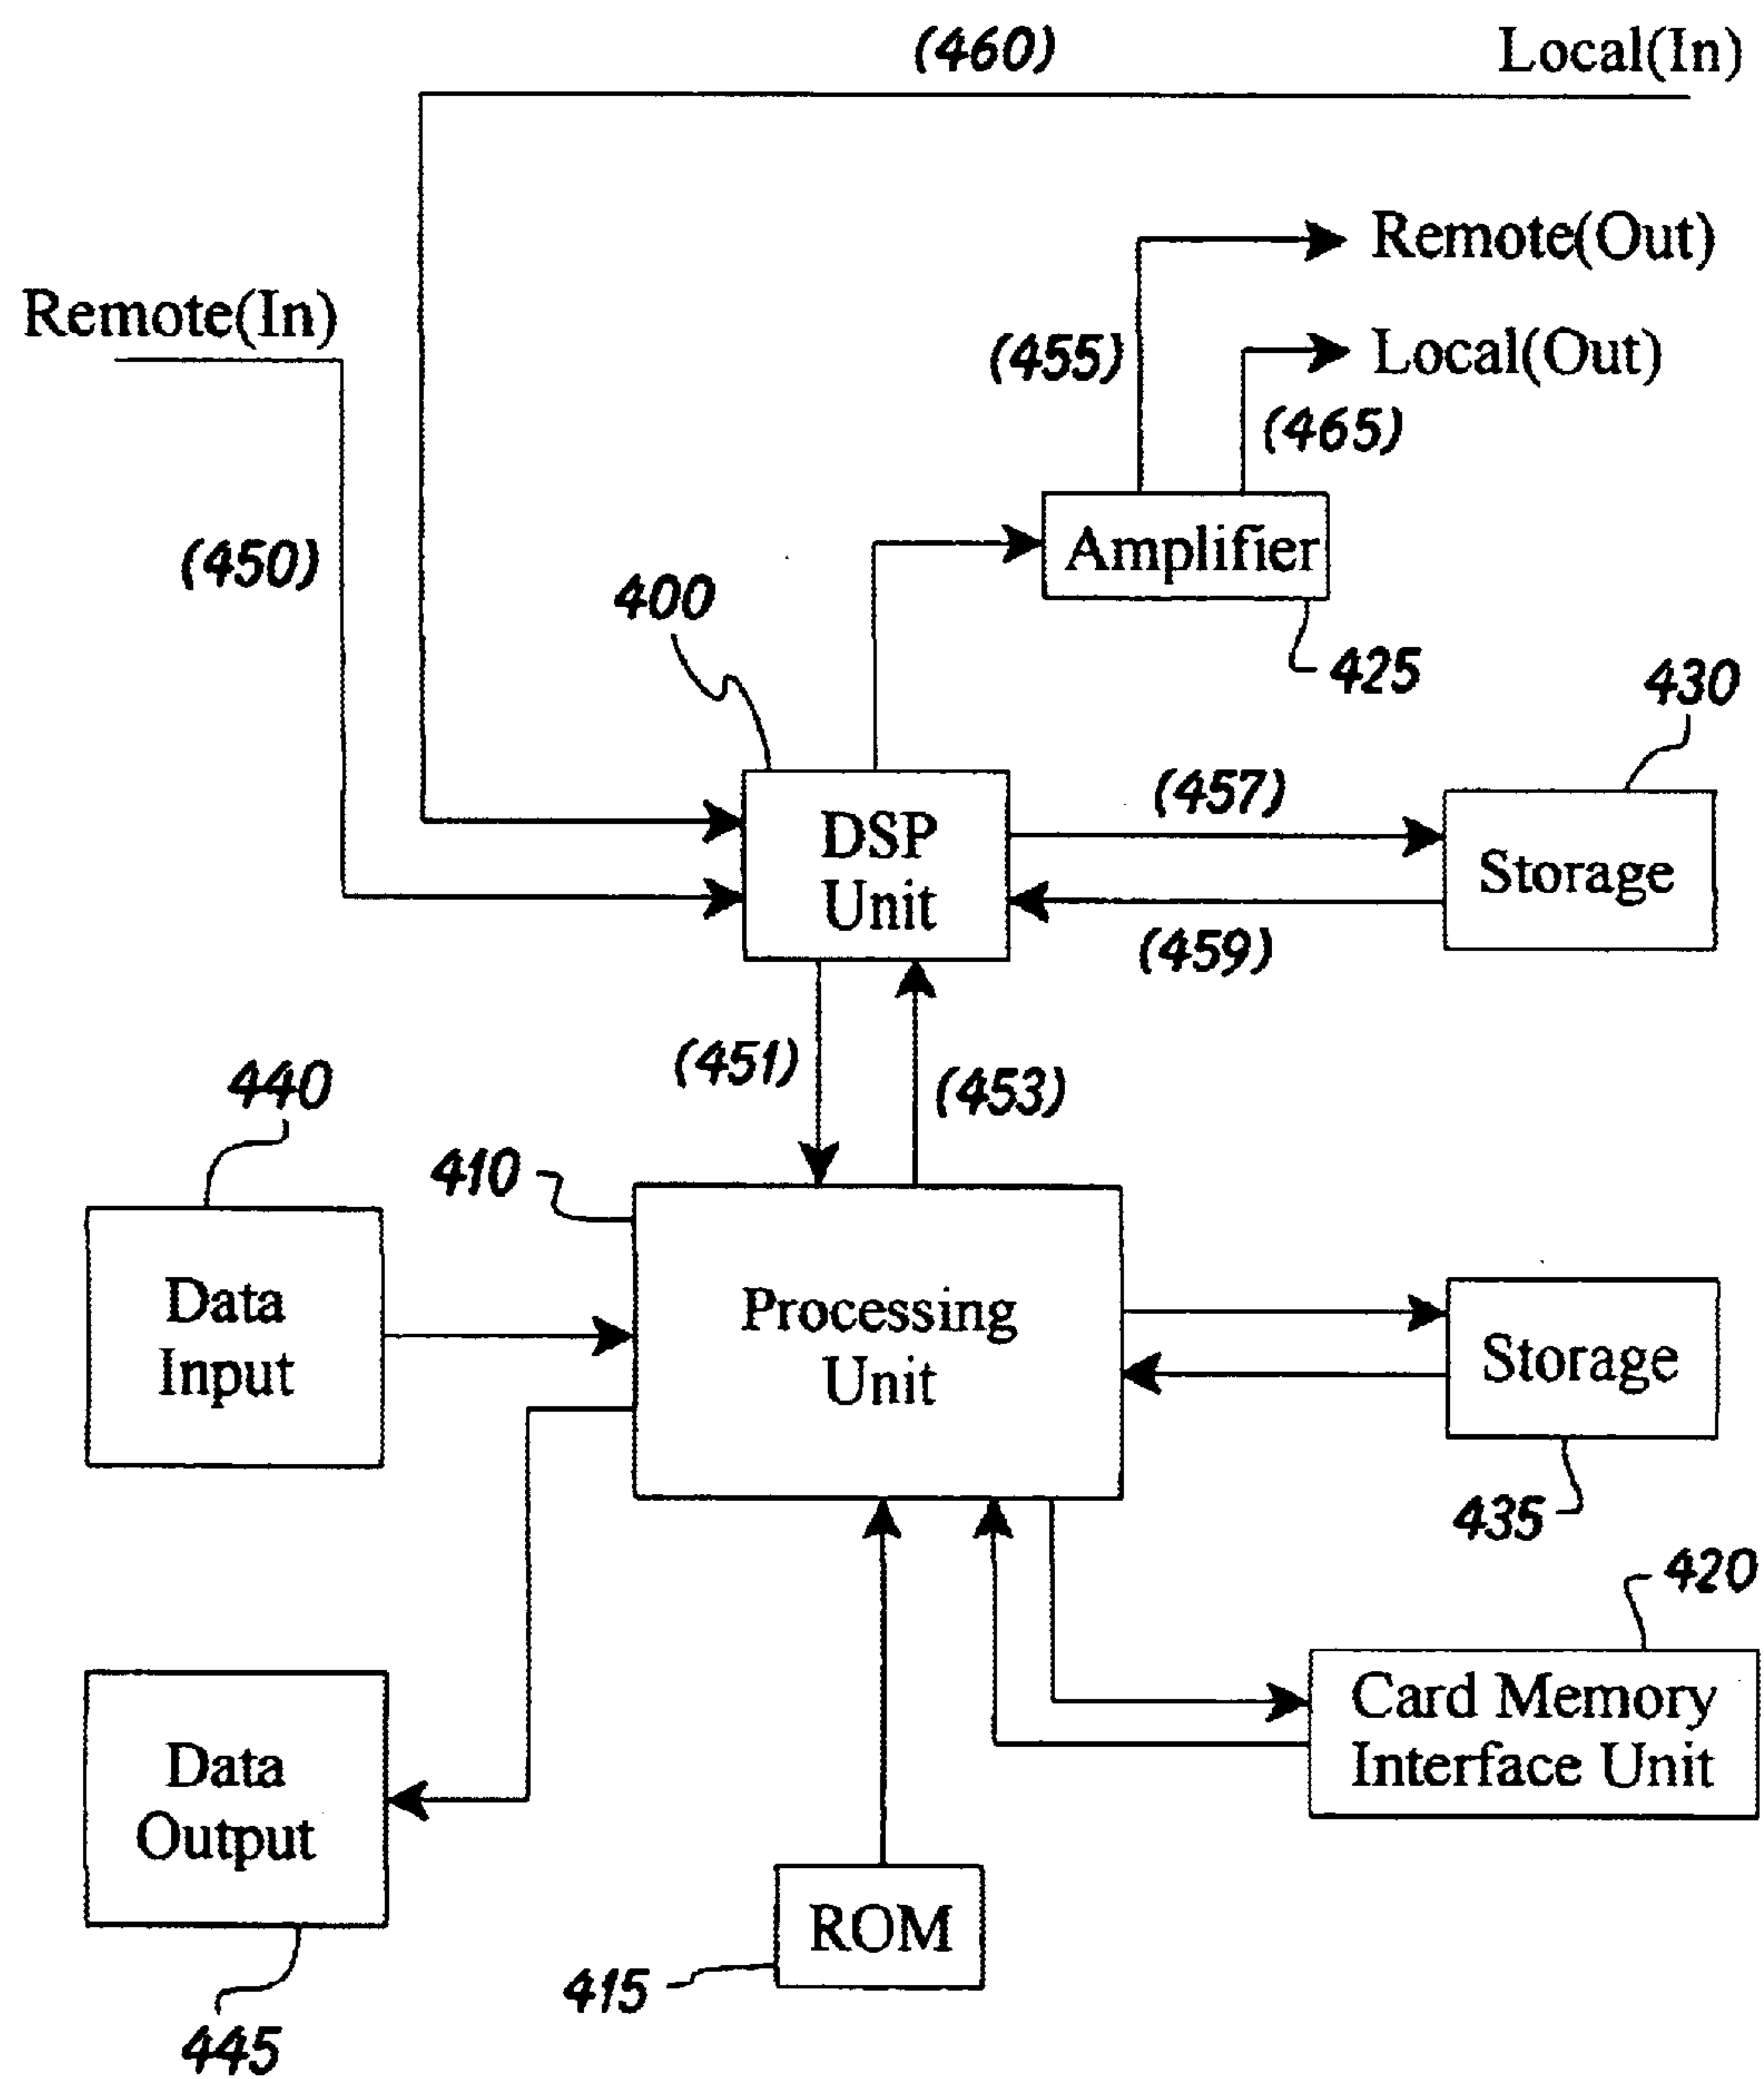 (460)
Local(In)
Remote(Out)
Remote(In)
(455)
Local(Out)
(465)
(450)
Amplifier
400
425
430
(457)
DSP
Unit
Storage
(459)
(451)
(453)
440
410
Data
Input
Processing
Unit
Storage
435
420
Card Memory
Interface Unit
Data
Output
ROM
415
445